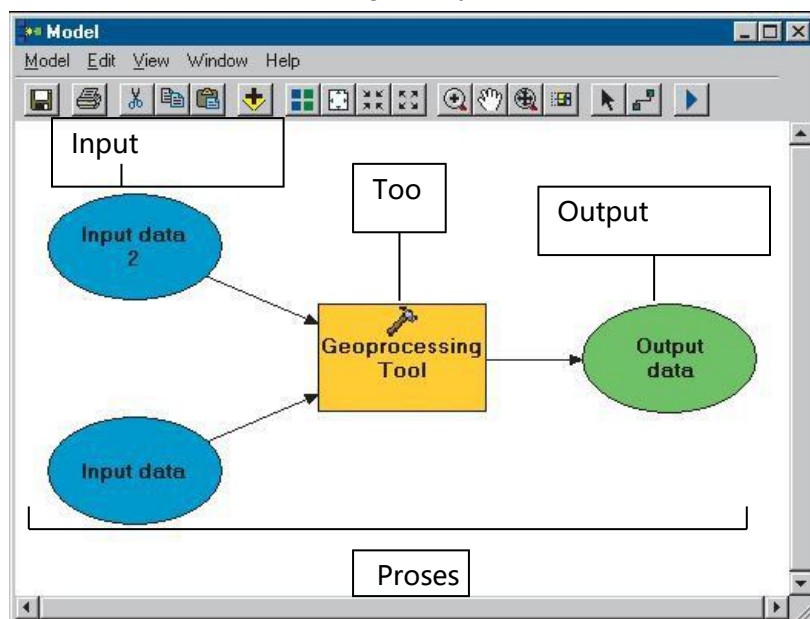 Model
Model Edit View Window Help
Input
Too
Output
Input data
2
Geoprocessing
Tool
Output
data
Input data
Proses